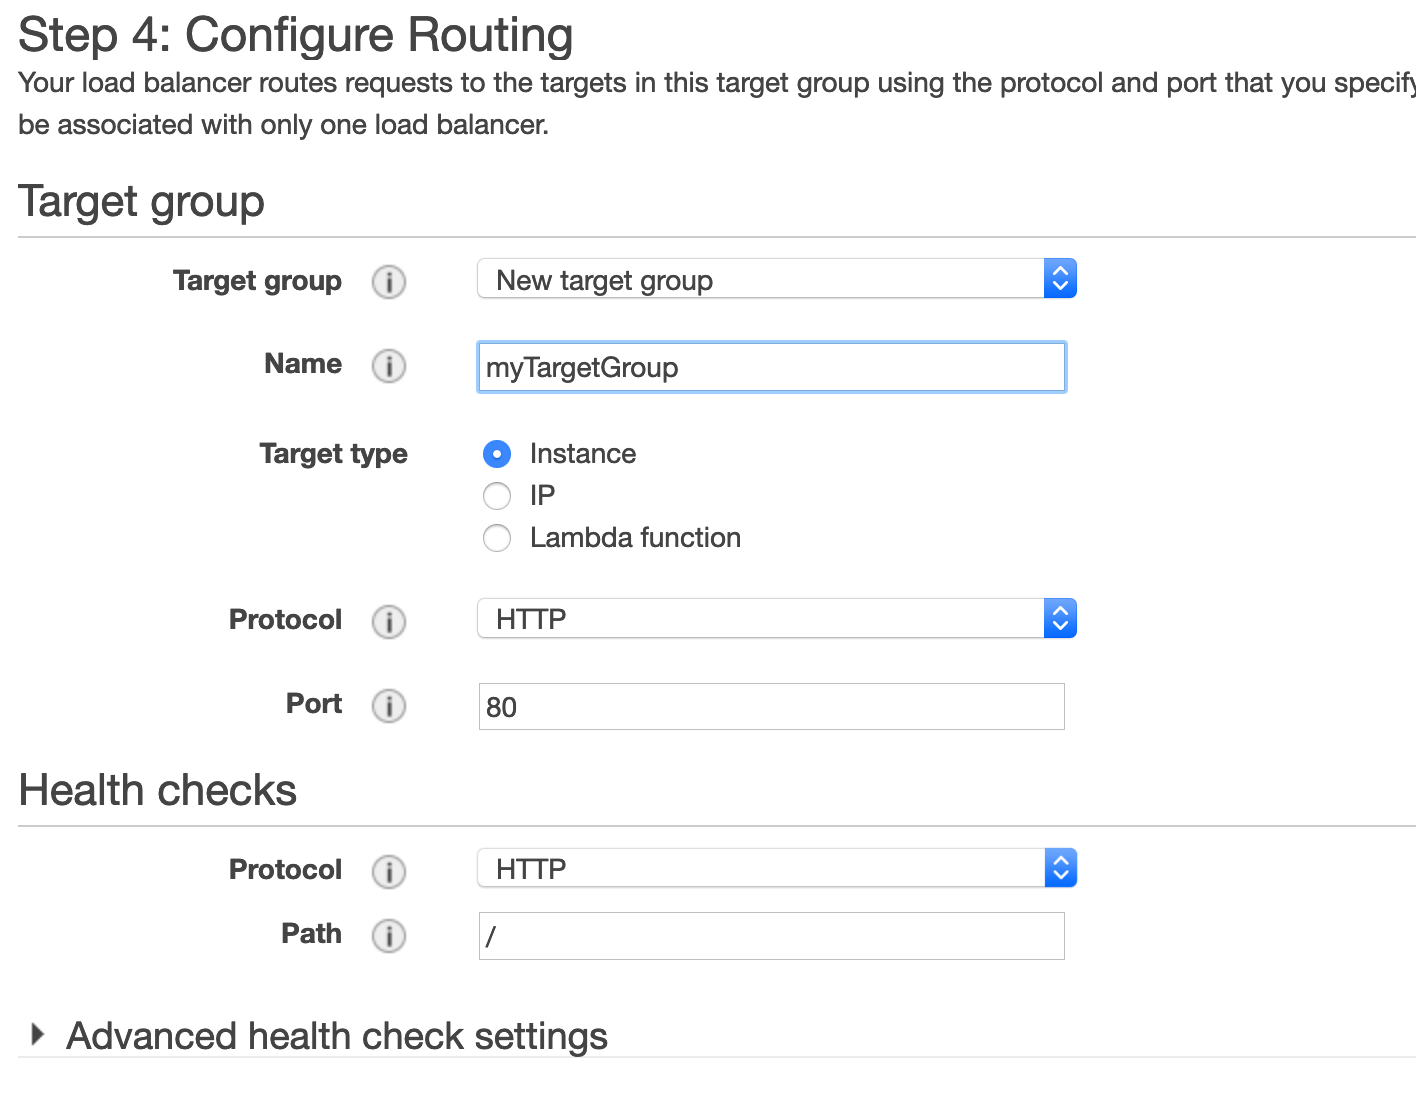 Step 4: Configure Routing
Your load balancer routes requests to the targets in this target group using the protocol and port that you specify
be associated with only one load balancer.
Target group
Target group i New target group
Name i myTargetGroup
Target type Instance
IP
Lambda function
Protocol i HTTP
Port i 80
Health checks
Protocol i HTTP
Path i /
Advanced health check settings